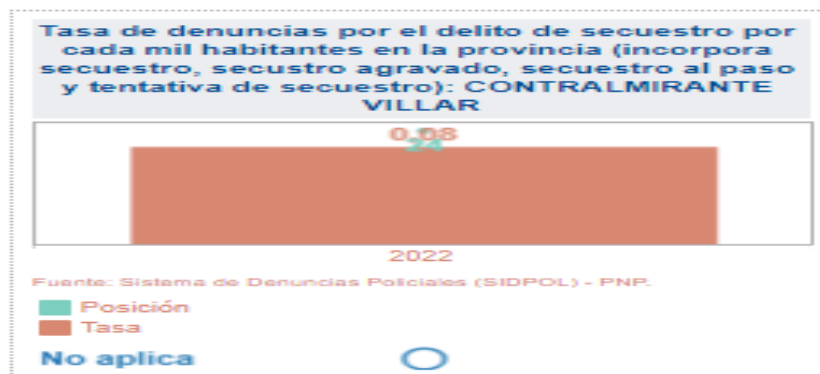 Tasa de denuncias por el delito de secuestro por
cada mil habitantes en la provincia (incorpora
secuestro, secustro agravado, secuestro al paso
y tentativa de secuestro): CONTRALMIRANTE
VILLAR
0,08
24
2022
Fuente: Sistema de Denuncias Policiales (SIDPOL) - PNP.
Posición
Tasa
No aplica